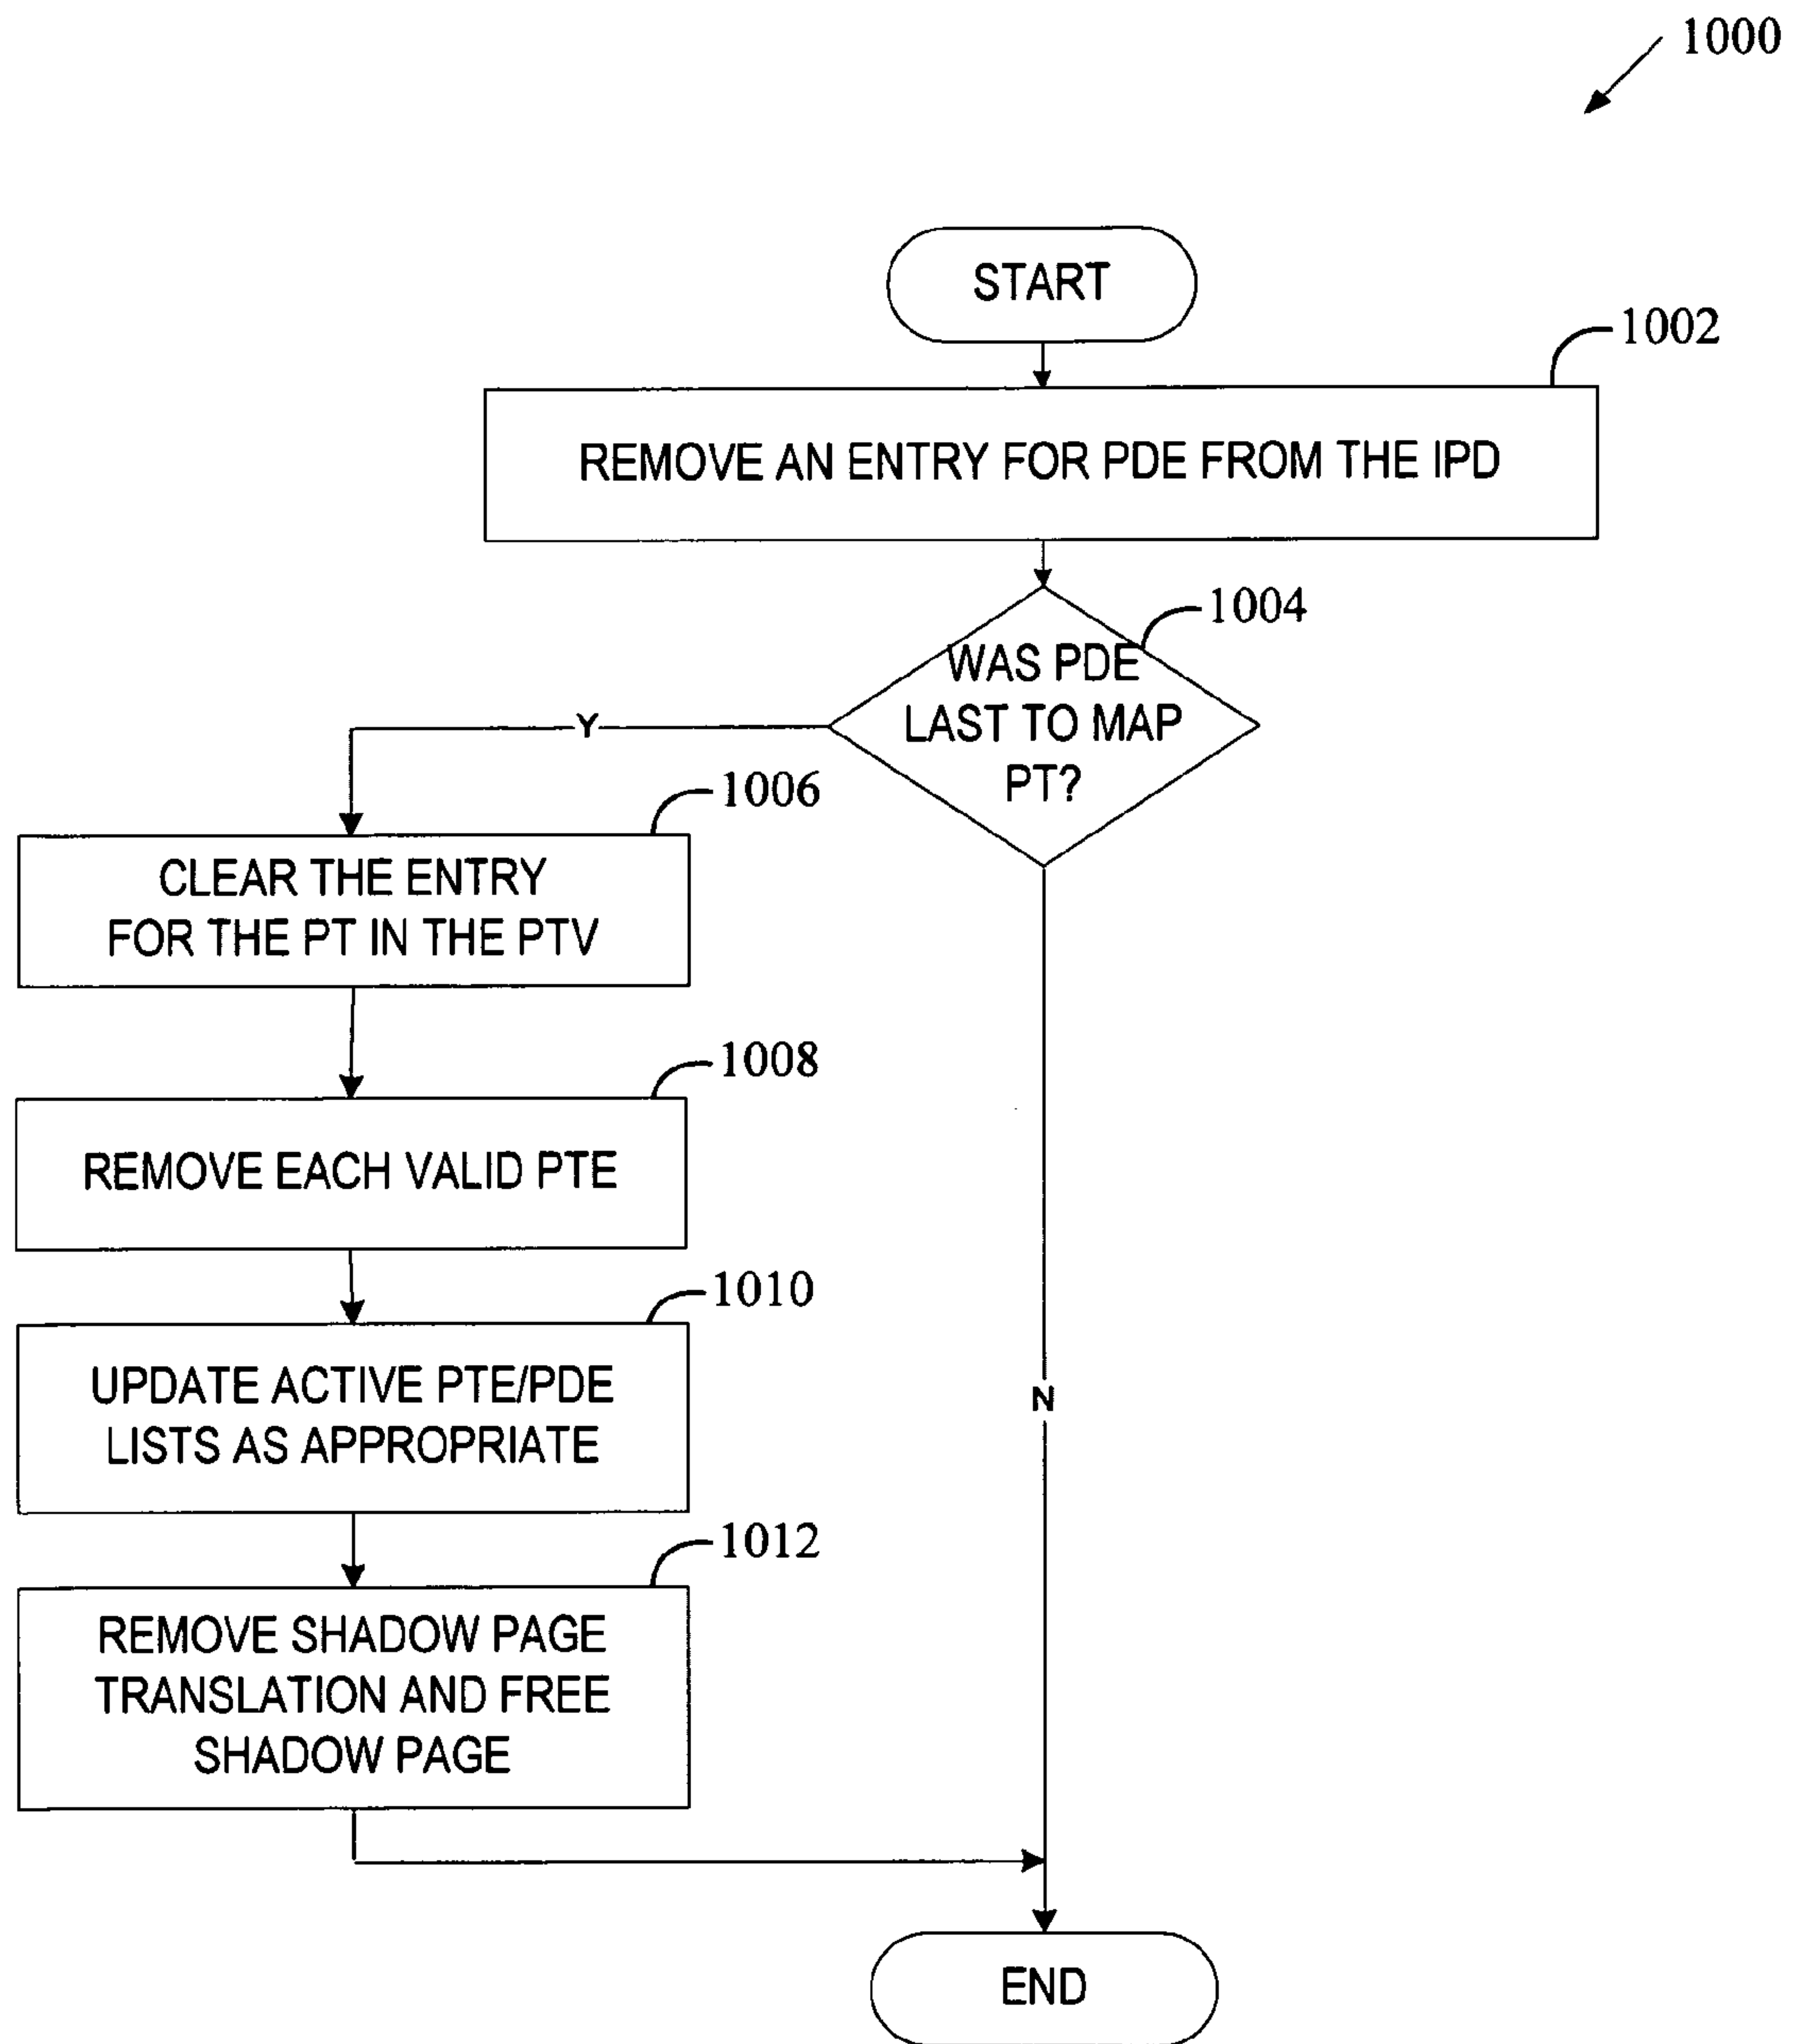 1000
START
1002
REMOVE AN ENTRY FOR PDE FROM THE IPD
1004
WAS PDE
LAST TO MAP
PT?
Y
1006
CLEAR THE ENTRY
FOR THE PT IN THE PTV
1008
REMOVE EACH VALID PTE
1010
UPDATE ACTIVE PTE/PDE
LISTS AS APPROPRIATE
N
1012
REMOVE SHADOW PAGE
TRANSLATION AND FREE
SHADOW PAGE
END